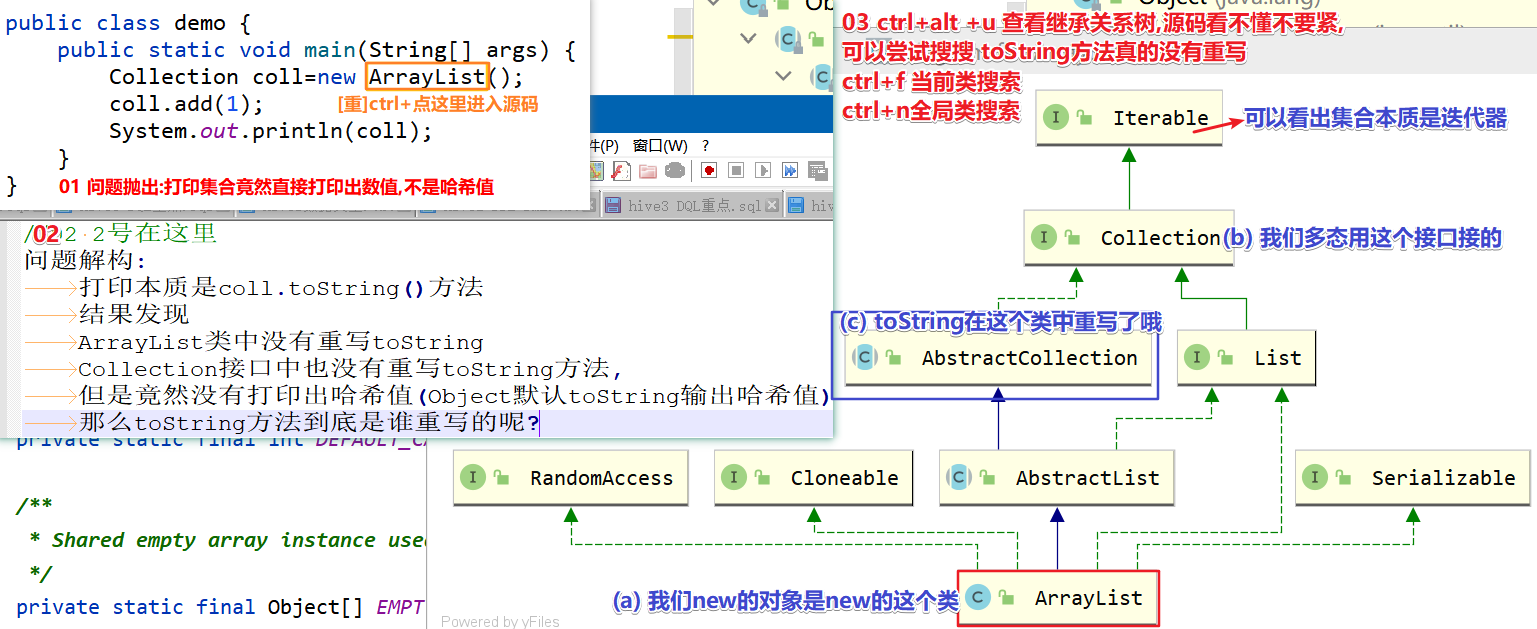 public class demo {
public static void main(String[] args) {
Collection coll=new ArrayList();
coll.add(1);
[重]ctrl+点这里进入源码
System.out.println(coll);
}
}
01 问题抛出:打印集合竟然直接打印出数值,不是哈希值
窗口(W) ?
hive3 DQL重点.sql
02
2号在这里
问题解构:
打印本质是coll.toString()方法
结果发现
ArrayList类中没有重写toString
Collection接口中也没有重写toString方法,
但是竟然没有打印出哈希值(Object默认toString输出哈希值)
那么toString方法到底是谁重写的呢?
private static final int DEFAULT_CA
/**
* Shared empty array instance use
*/
private static final Object[] EMPT
03 ctrl+alt +u 查看继承关系树,源码看不懂不要紧,
可以尝试搜搜 toString方法真的没有重写
ctrl+f 当前类搜索
ctrl+n全局类搜索
Iterable
可以看出集合本质是迭代器
Collection
(b) 我们多态用这个接口接的
(c) toString在这个类中重写了哦
AbstractCollection
List
RandomAccess
Cloneable
AbstractList
Serializable
(a) 我们new的对象是new的这个类
ArrayList
Powered by yFiles